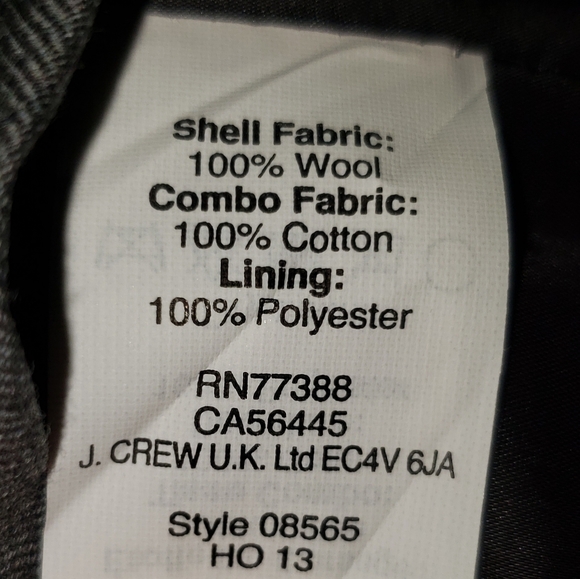 Shell Fabric:
100% Wool
Combo Fabric:
100% Cotton
Lining:
100% Polyester
RN77388
CA56445
J. CREW U.K. Ltd EC4V 6JA
Style 08565
HO 13